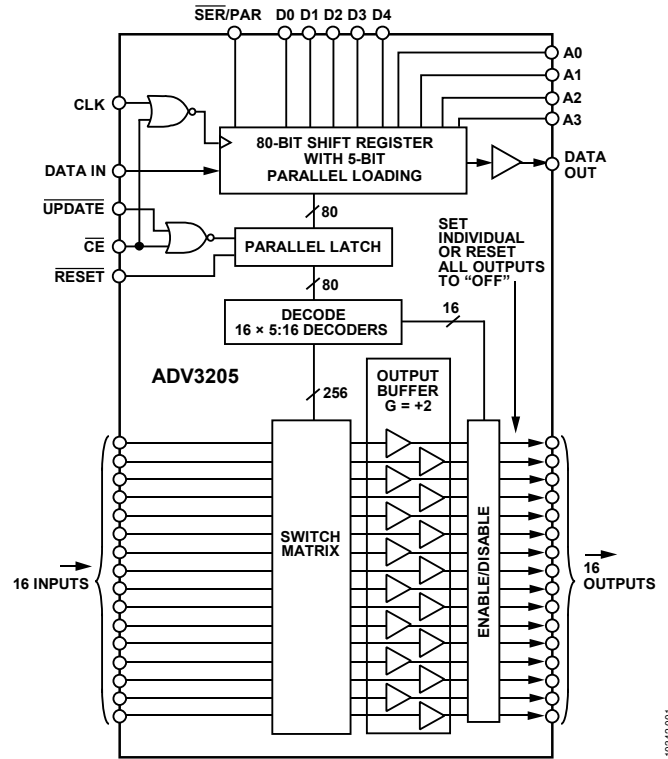 SER/PAR D0 D1 D2 D3 D4
A0
A1
A2
A3
CLK
80-BIT SHIFT REGISTER
WITH 5-BIT
PARALLEL LOADING
DATA IN
DATA
OUT
UPDATE
80
SET
INDIVIDUAL
OR RESET
ALL OUTPUTS
TO “OFF”
CE
PARALLEL LATCH
RESET
80
DECODE
16 × 5:16 DECODERS
16
ADV3205
256
OUTPUT
BUFFER
G = +2
SWITCH
MATRIX
ENABLE/DISABLE
16 INPUTS
16
OUTPUTS